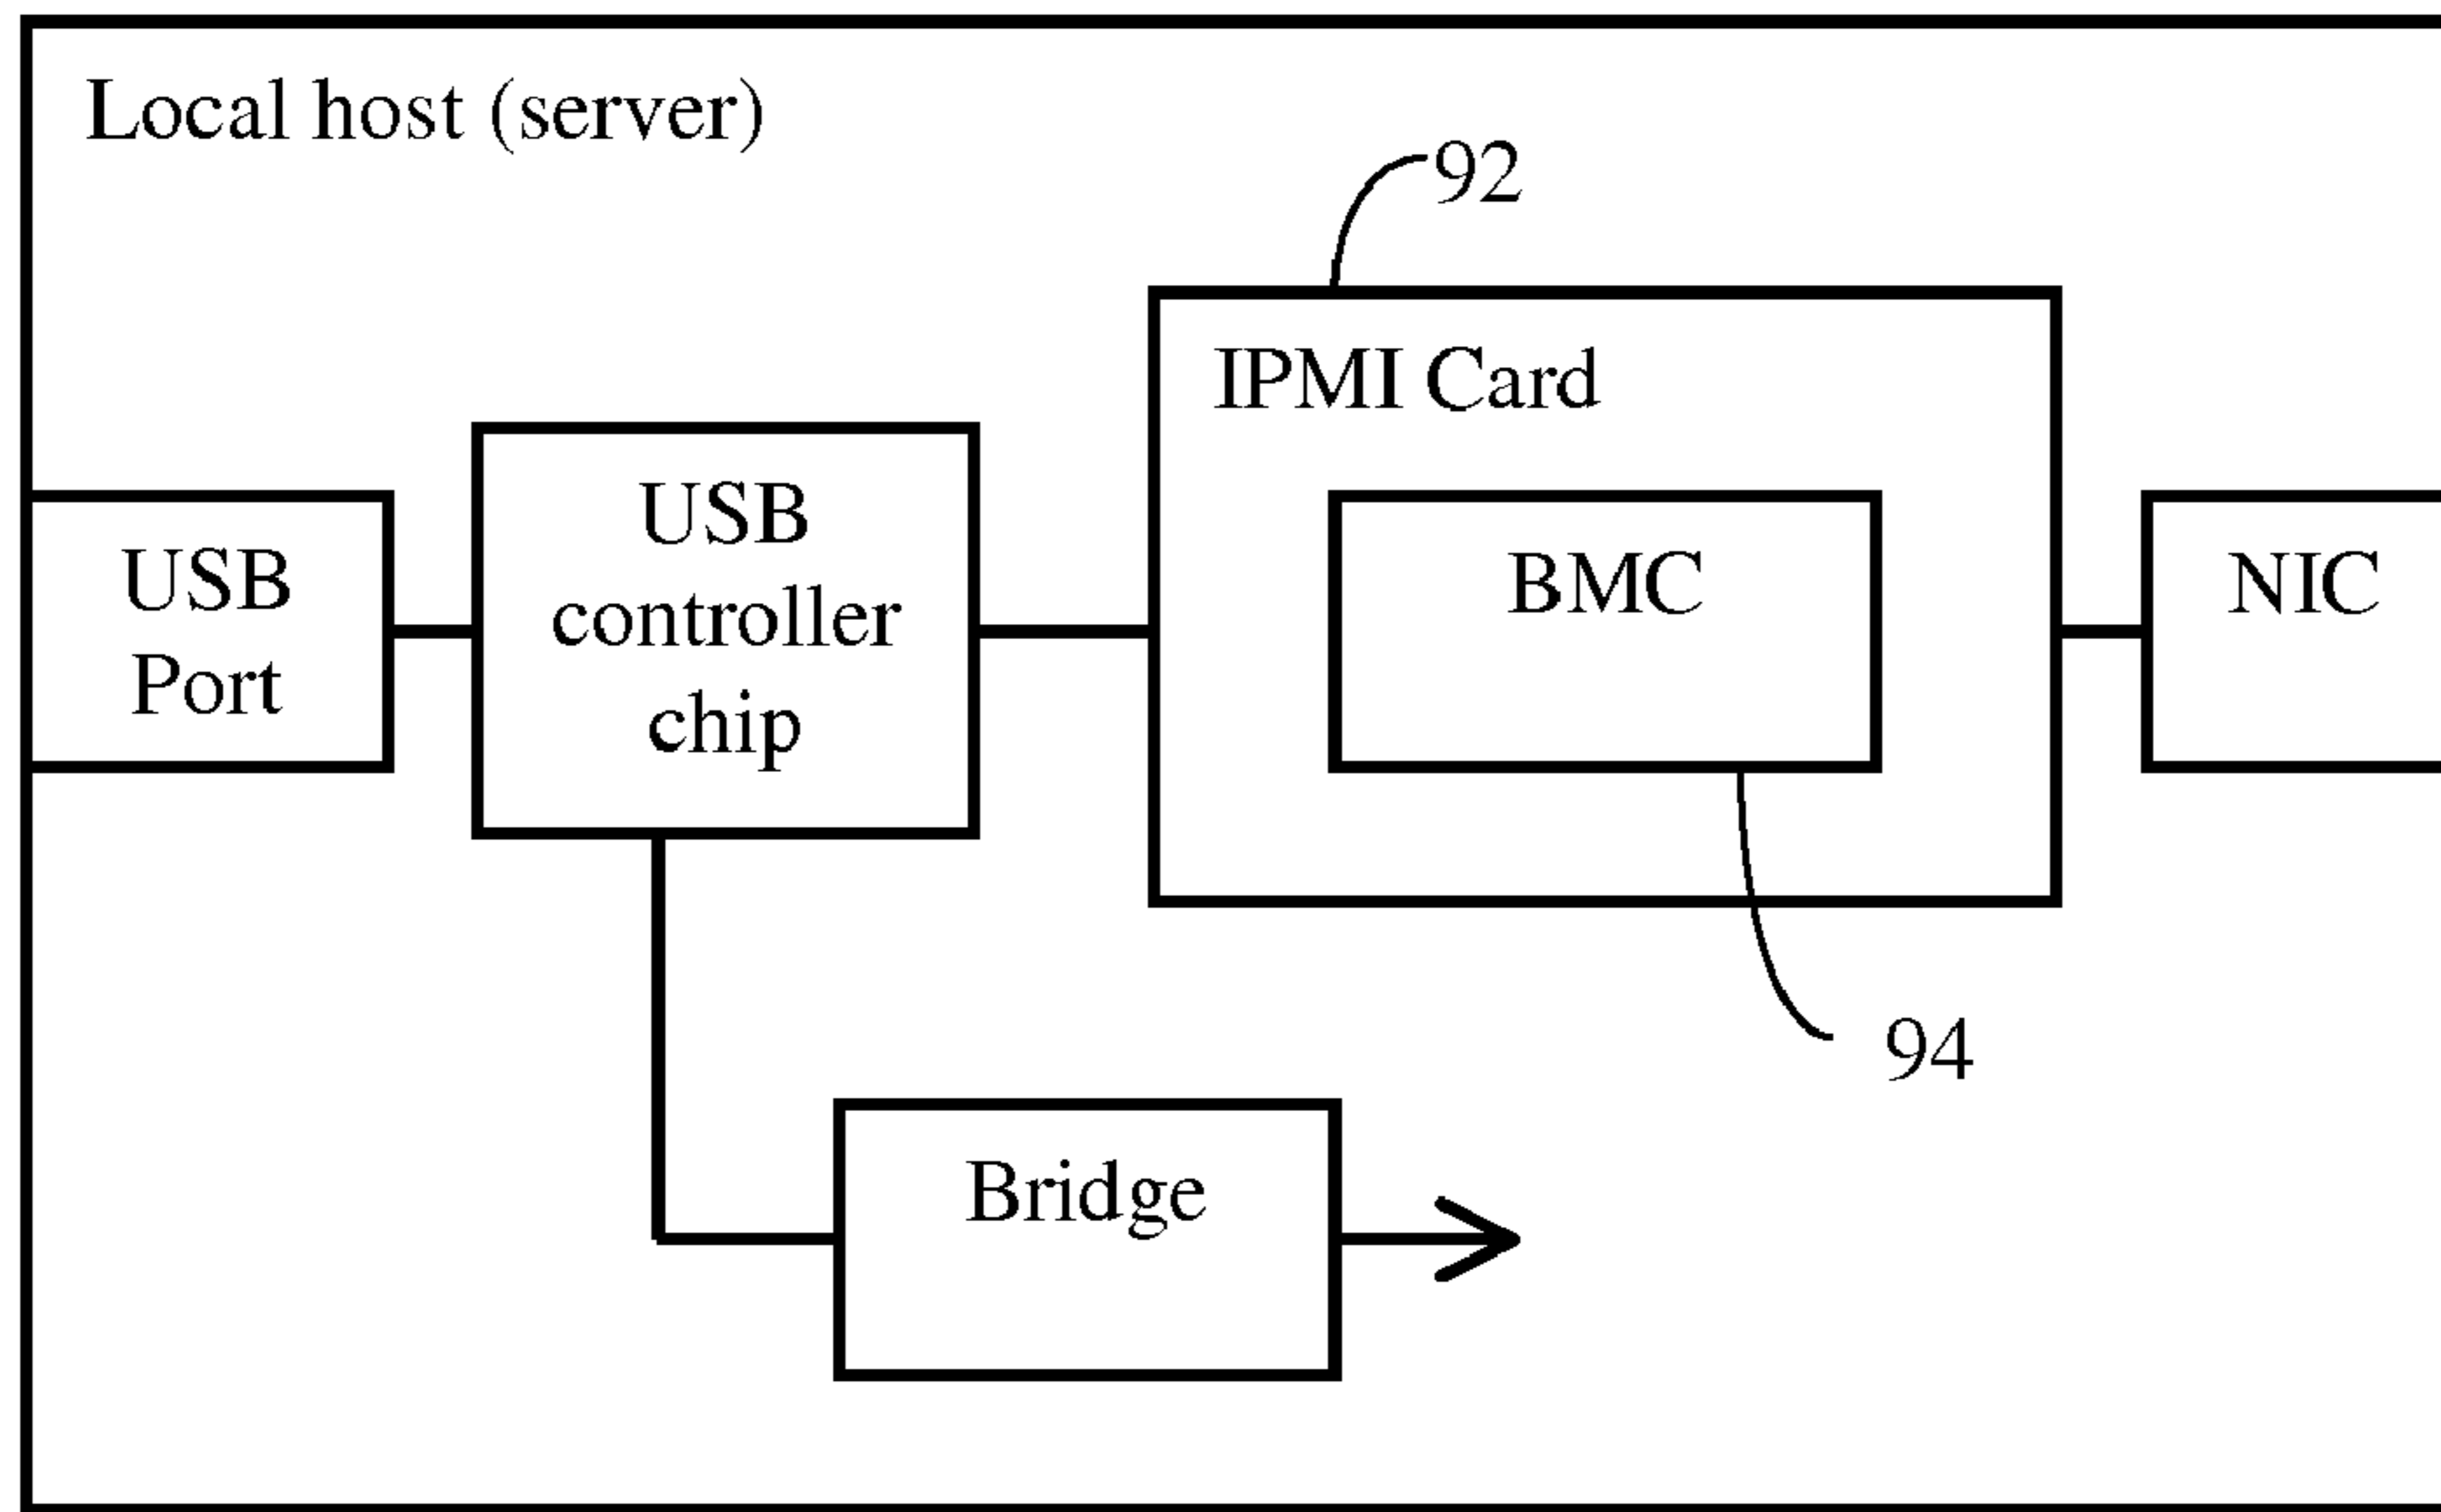 Local host (server)
92
IPMI Card
USB
controller
chip
USB
Port
BMC
NIC
94
Bridge